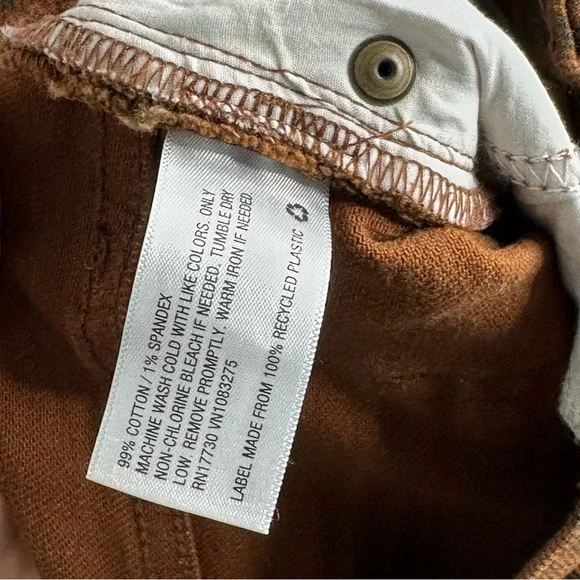 99% COTTON / 1% SPANDEX
MACHINE WASH COLD WITH LIKE COLORS. ONLY
NON-CHLORINE BLEACH IF NEEDED. TUMBLE DRY
LOW. REMOVE PROMPTLY. WARM IRON IF NEEDED.
RN17730 VN1083275
LABEL MADE FROM 100% RECYCLED PLASTIC